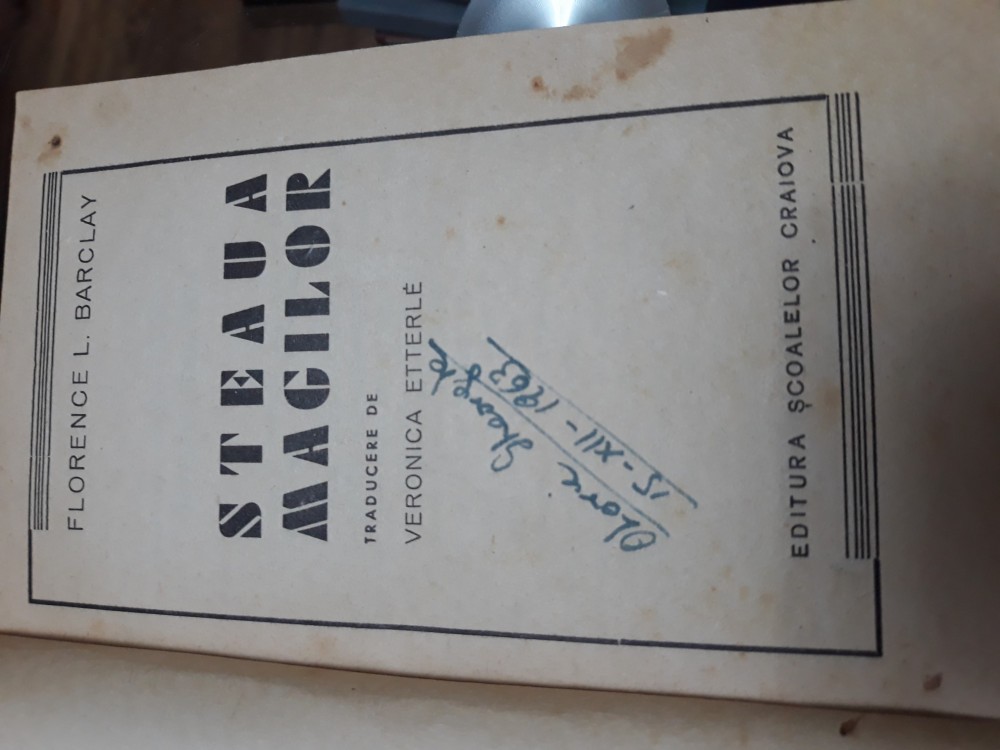 FLORENCE L. BARCLAY
STEAUA
MAGILOR
TRADUCERE DE
VERONICA ETTERLÉ
15-XII-1963
EDITURA ȘCOALELOR CRAIOVA